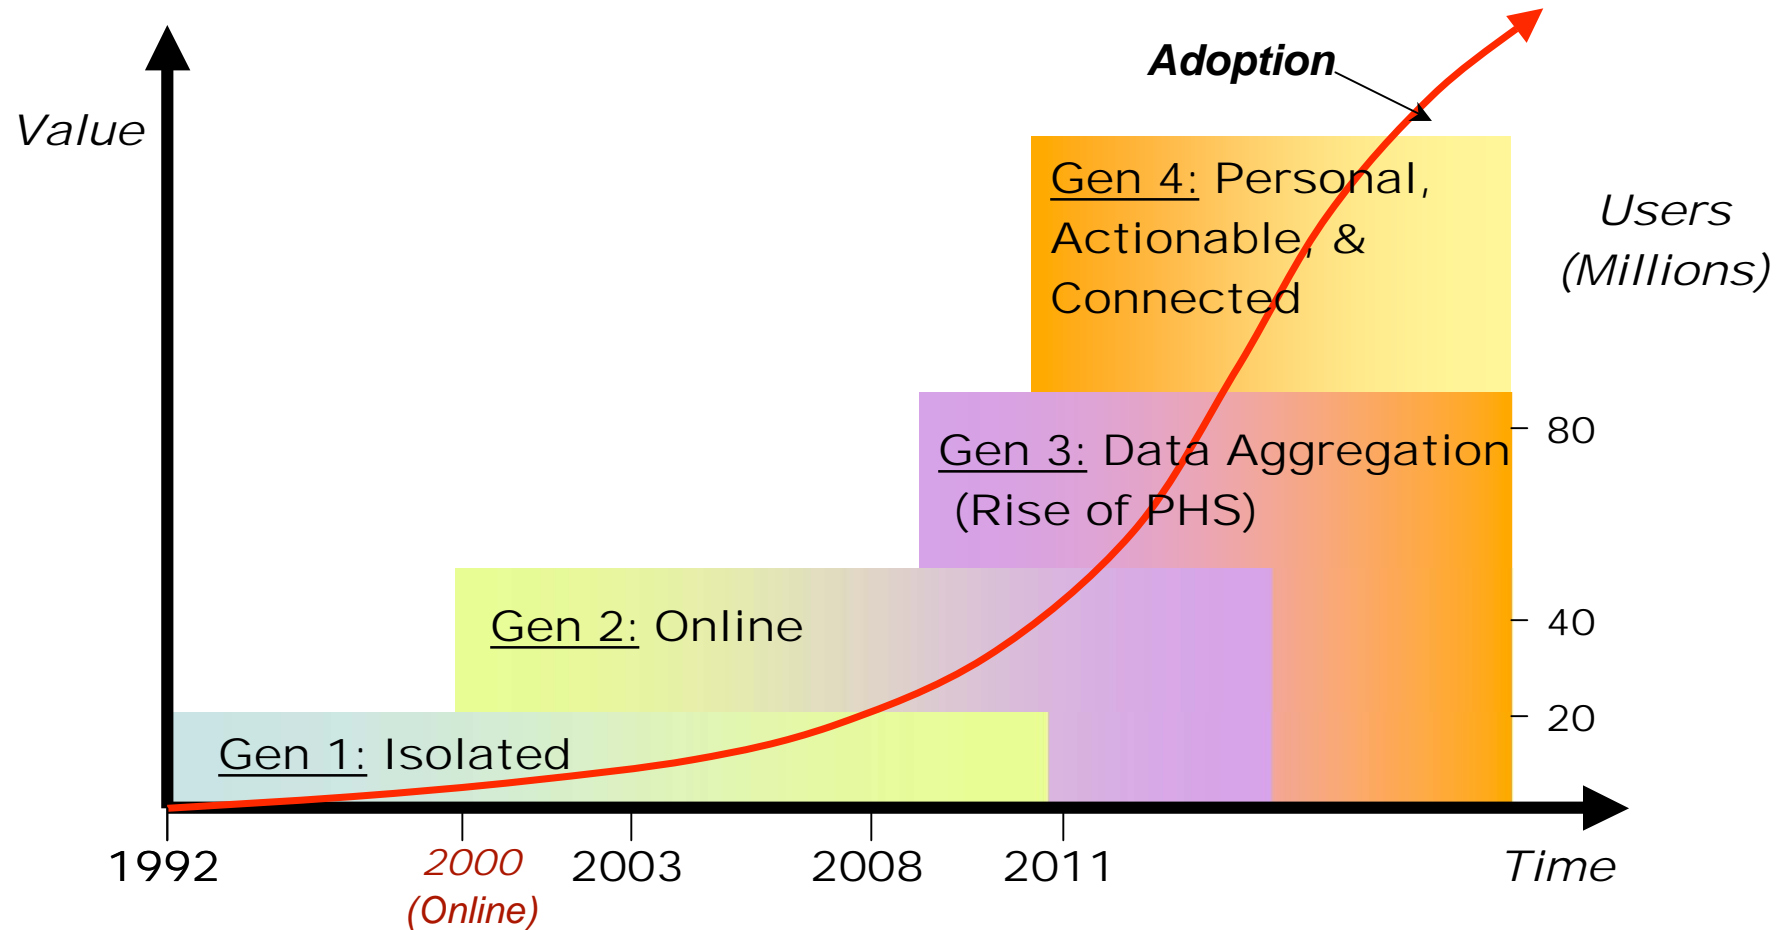 Adoption
Value
Gen 4: Personal,
Actionable, &
Connected
Users
(Millions)
80
Gen 3: Data Aggregation
(Rise of PHS)
40
Gen 2: Online
20
Gen 1: Isolated
1992
2000
(Online)
2003
2008
2011
Time